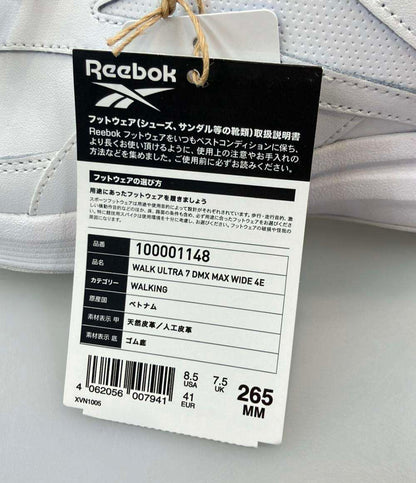 Reebok
フットウェア(シューズ、サンダル等の靴類)取扱説明書
Reebok フットウェアをいつもベストコンディションに保ち、
より長くお使い頂けるように、使用上の注意やお手入れの
方法などを集めました。ご使用前に必ずお読みください。
フットウェアの選び方
用途にあったフットウェアを履きましょう
品番 100001148
品名 WALK ULTRA 7 DMX MAX WIDE 4E
カテゴリー WALKING
原産国 ベトナム
素材表示 甲 天然皮革/人工皮革
素材表示 底 ゴム底
8.5 USA 7.5 UK
41 EUR
265 MM
4 062056 007941
XVN1005